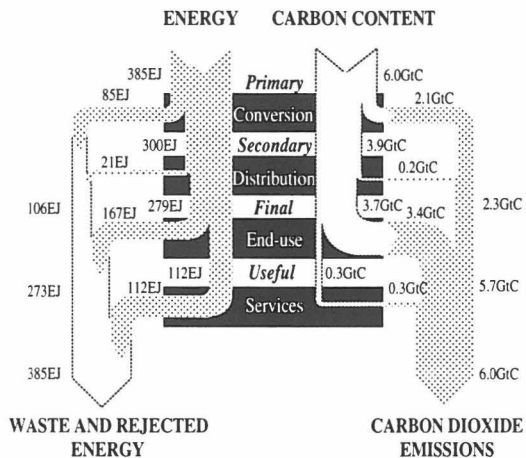 ENERGY CARBON CONTENT
385EJ Primary 6.0GtC
85EJ Conversion 2.1GtC
300EJ Secondary 3.9GtC
21EJ Distribution 0.2GtC
106EJ 167EJ 279EJ Final 3.7GtC 3.4GtC 2.3GtC
End-use
112EJ Useful 0.3GtC
273EJ 112EJ Services 0.3GtC 5.7GtC
385EJ 6.0GtC
WASTE AND REJECTED CARBON DIOXIDE
ENERGY EMISSIONS